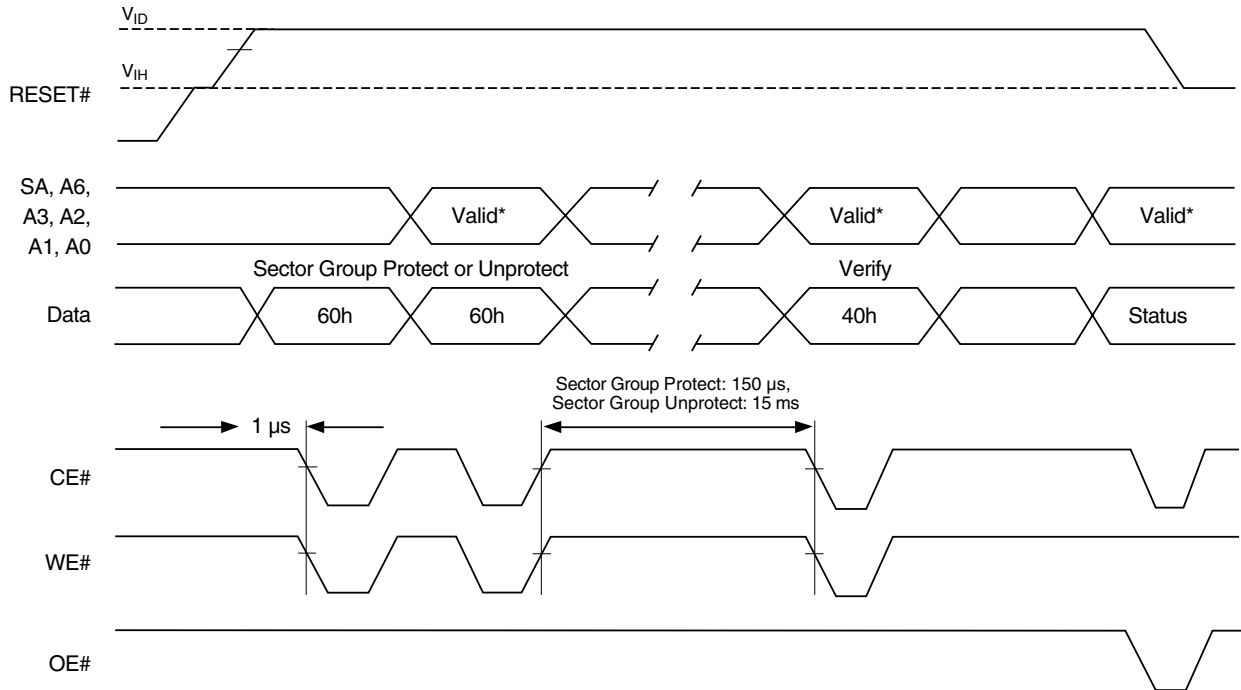 VID
VIH
RESET#
SA, A6,
A3, A2,
A1, A0
Valid*
Valid*
Valid*
Sector Group Protect or Unprotect
Verify
Data
60h
60h
40h
Status
Sector Group Protect: 150 µs,
Sector Group Unprotect: 15 ms
1 µs
CE#
WE#
OE#